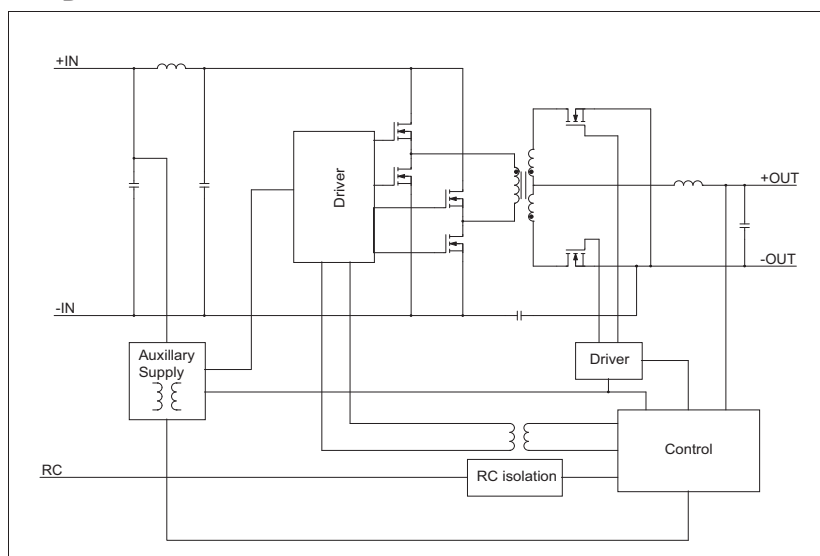 +IN
Driver
+OUT
-OUT
-IN
Auxillary
Supply
Driver
Control
RC
RC isolation